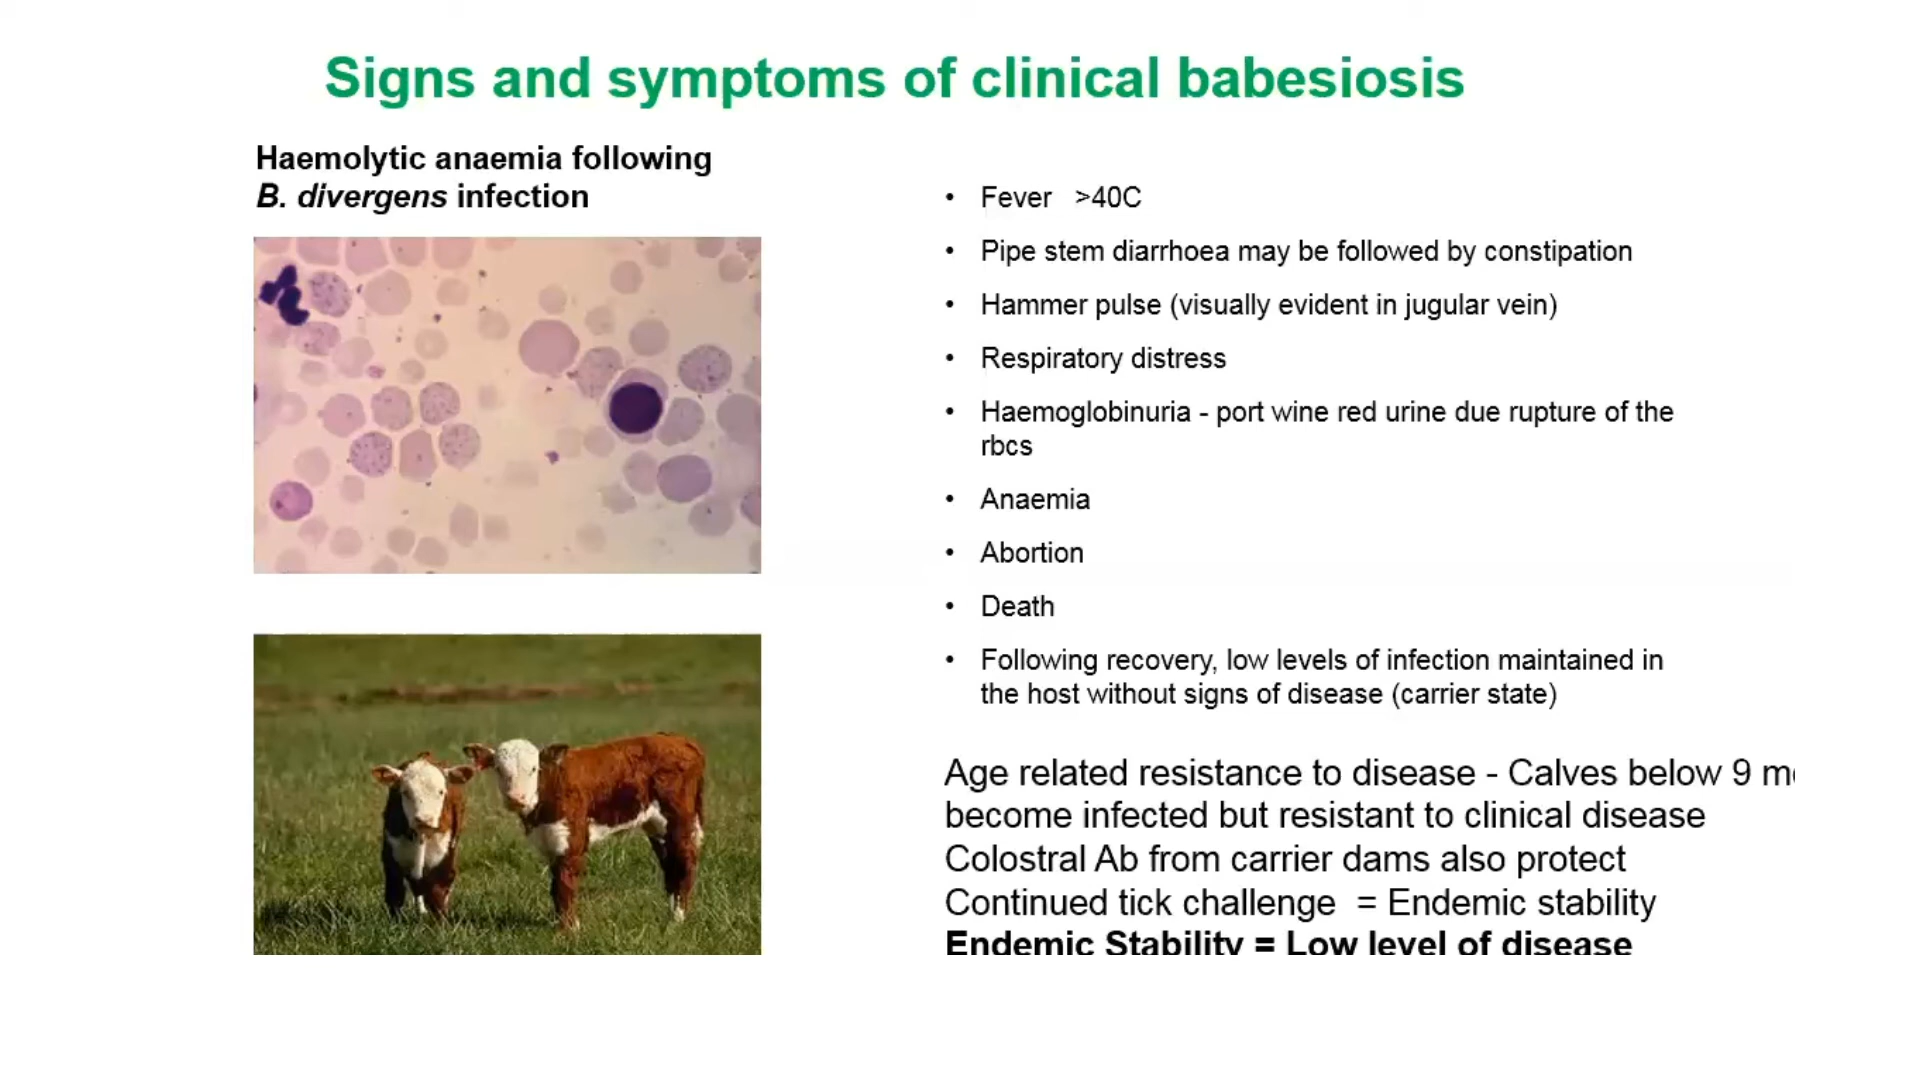 Signs and symptoms of clinical babesiosis
Haemolytic anaemia following
B. divergens infection
• Fever >40C
• Pipe stem diarrhoea may be followed by constipation
• Hammer pulse (visually evident in jugular vein)
• Respiratory distress
• Haemoglobinuria - port wine red urine due rupture of the
rbcs
• Anaemia
• Abortion
• Death
• Following recovery, low levels of infection maintained in
the host without signs of disease (carrier state)
Age related resistance to disease - Calves below 9
become infected but resistant to clinical disease
Colostral Ab from carrier dams also protect
Continued tick challenge = Endemic stability
Endemic Stability = Low level of disease